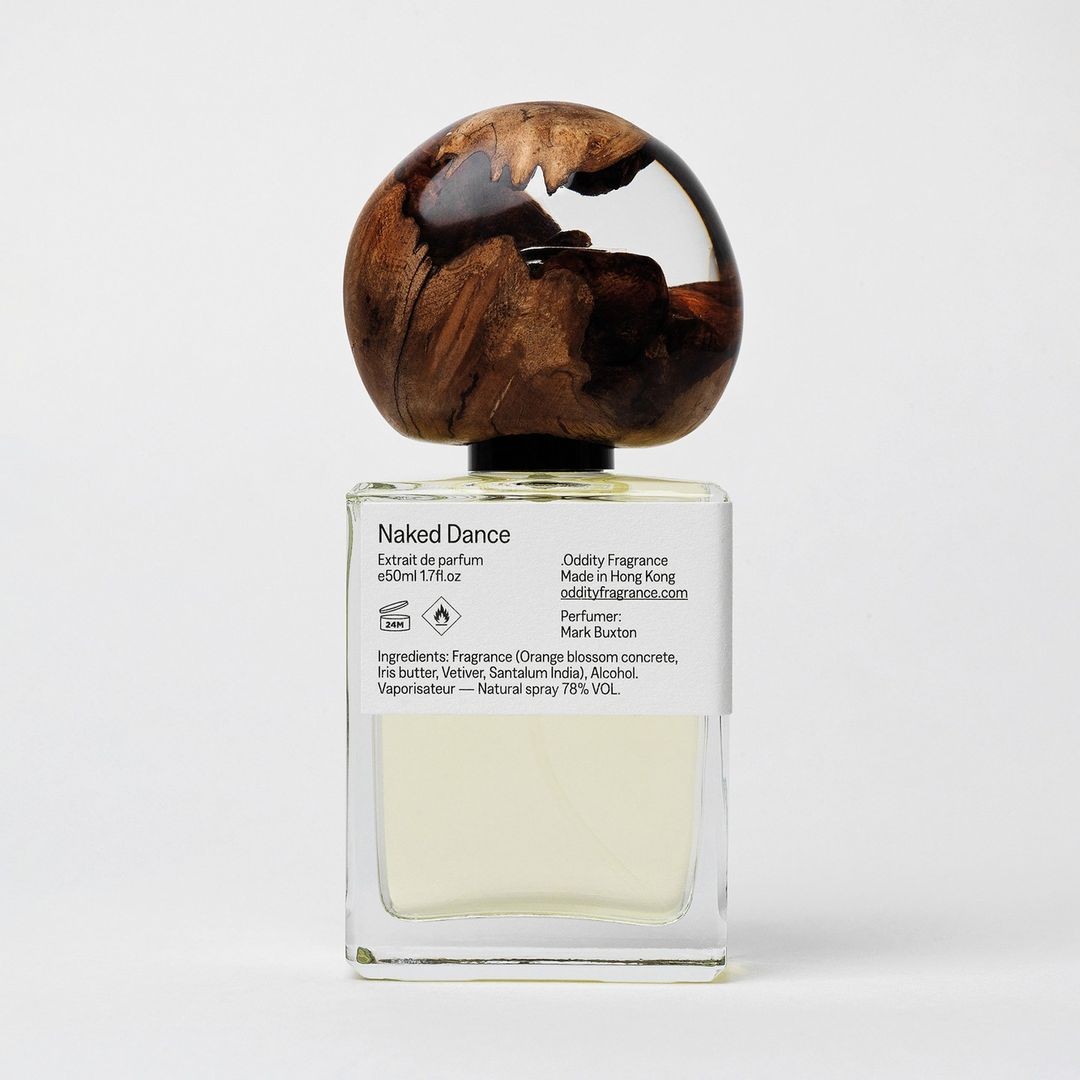 Naked Dance
Extrait de parfum
e50ml 1.7fl.oz
24M
.Oddity Fragrance
Made in Hong Kong
oddityfragrance.com
Perfumer:
Mark Buxton
Ingredients: Fragrance (Orange blossom concrete,
Iris butter, Vetiver, Santalum India), Alcohol.
Vaporisateur — Natural spray 78% VOL.